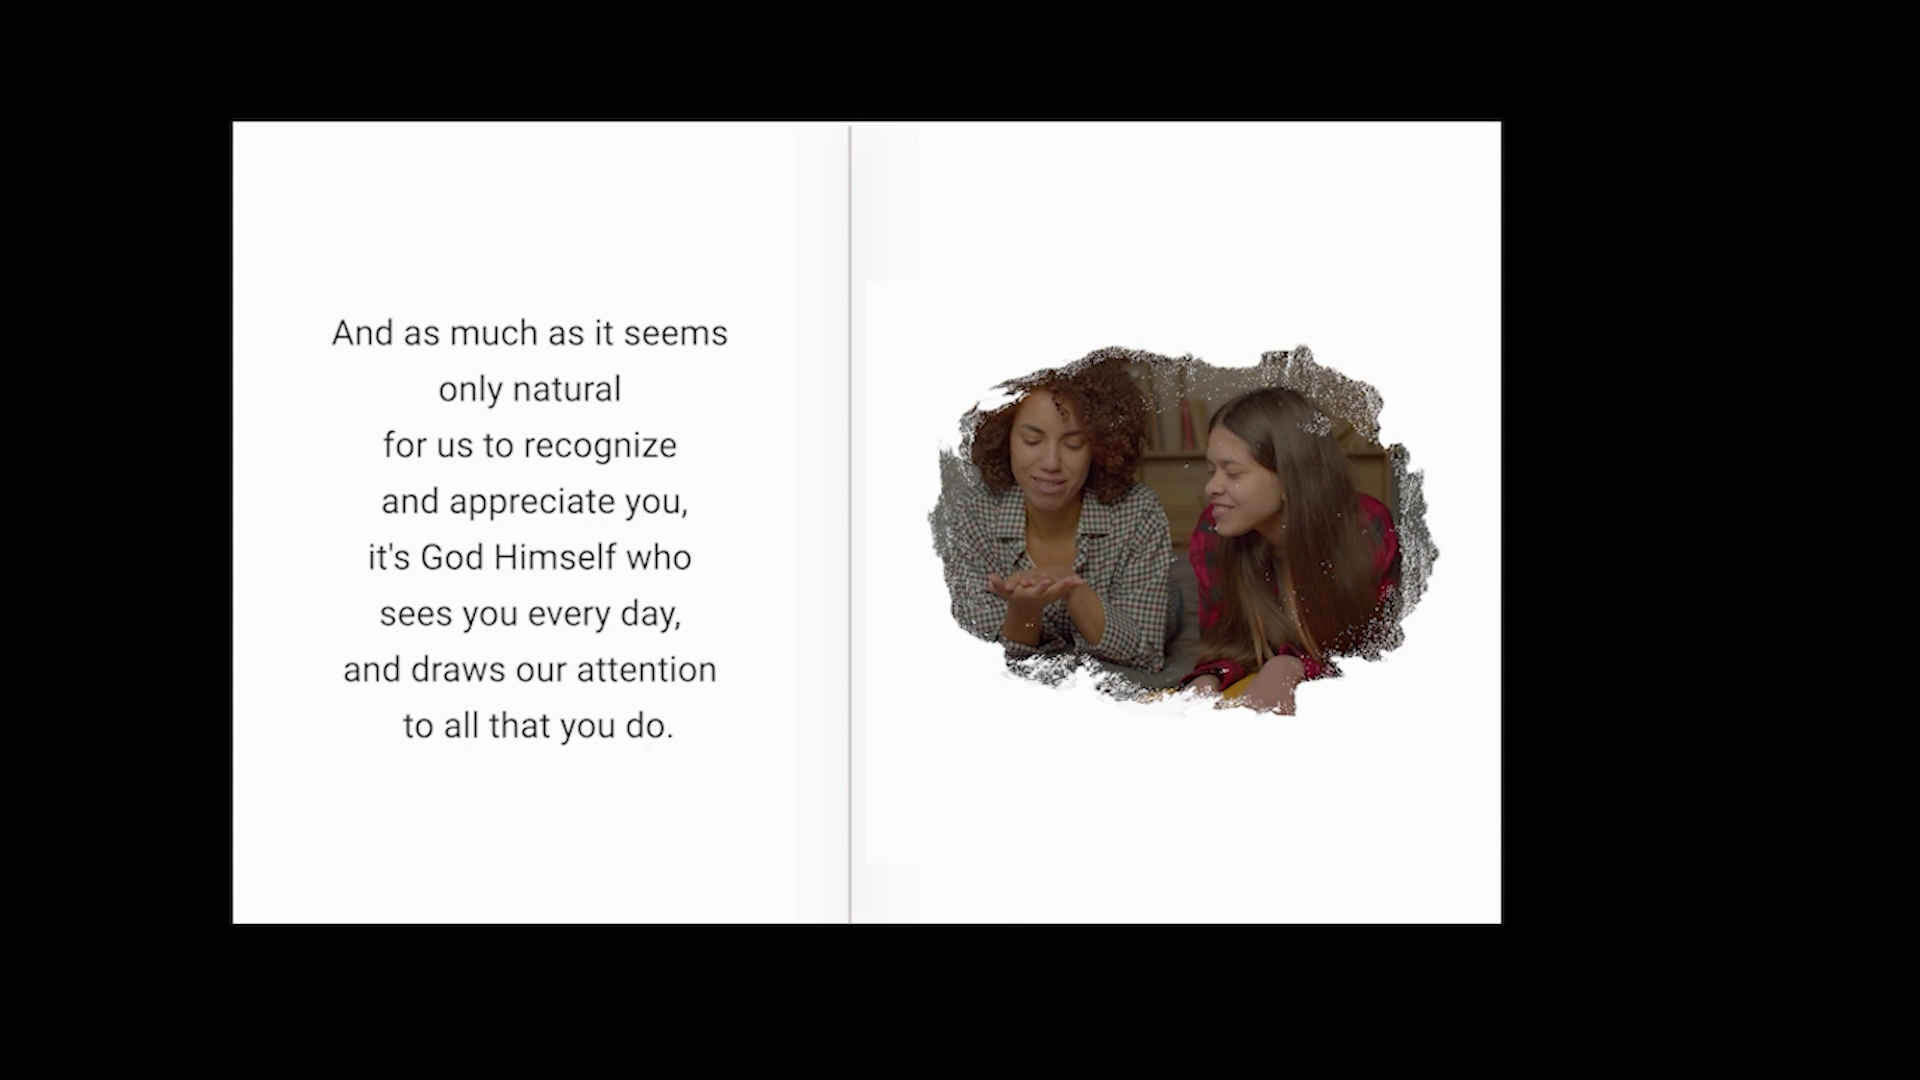 And as much as it seems
only natural
for us to recognize
and appreciate you,
it's God Himself who
sees you every day,
and draws our attention
to all that you do.